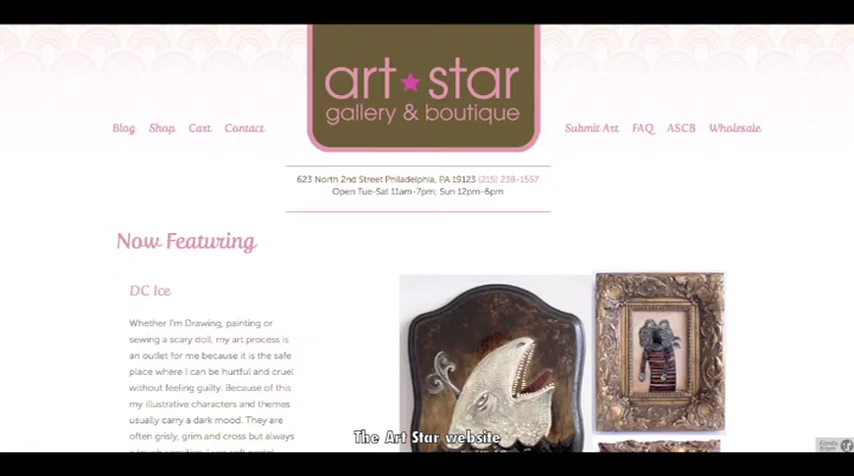 art★star
gallery & boutique
Blog Shop Cart Contact
Submit Art FAQ ASCB Wholesale
623 North 2nd Street Philadelphia, PA 19123 (215) 238-1557
Open Tue-Sat 11am-7pm; Sun 12pm-6pm
Now Featuring
DC Ice
Whether I'm Drawing, painting or
sewing a scary doll, my art process is
an outlet for me because it is the safe
place where I can be hurtful and cruel
without feeling guilty. Because of this
my illustrative characters and themes
usually carry a dark mood. They are
often grisly, grim and cross but always
The Art Star website